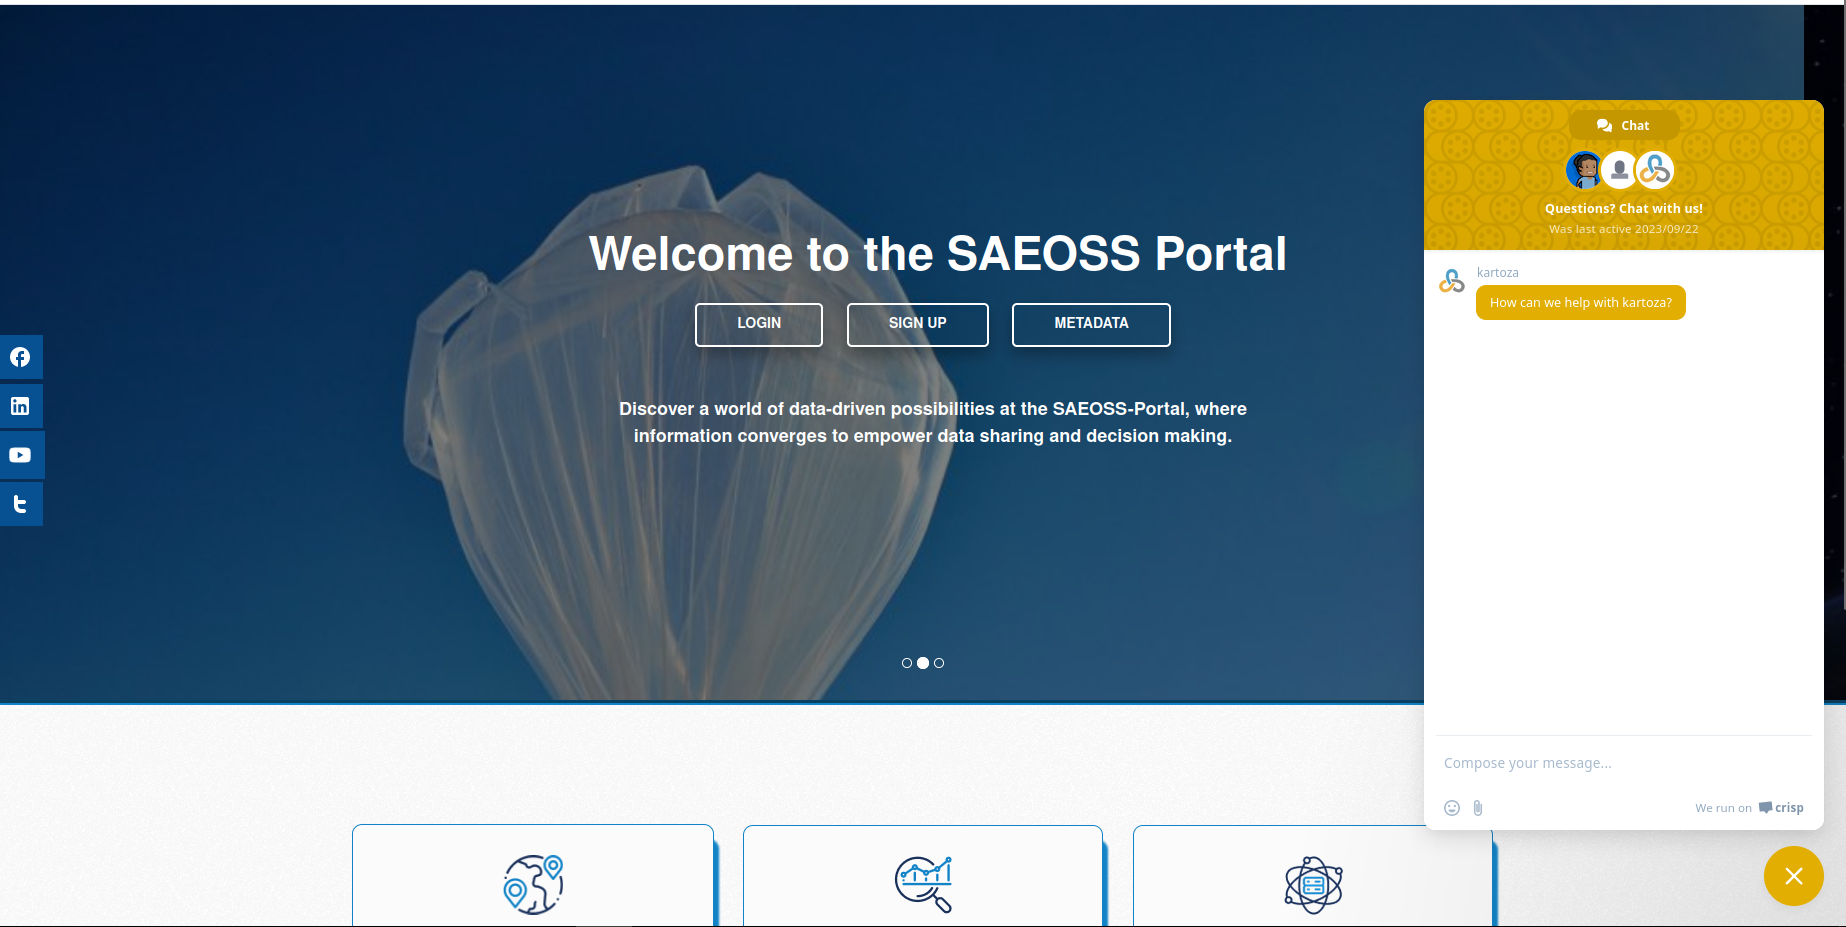 Welcome to the SAEOSS Portal
LOGIN
SIGN UP
METADATA
Discover a world of data-driven possibilities at the SAEOSS-Portal, where
information converges to empower data sharing and decision making.
Chat
Questions? Chat with us!
Was last active 2023/09/22
kartoza
How can we help with kartoza?
Compose your message...
We run on crisp